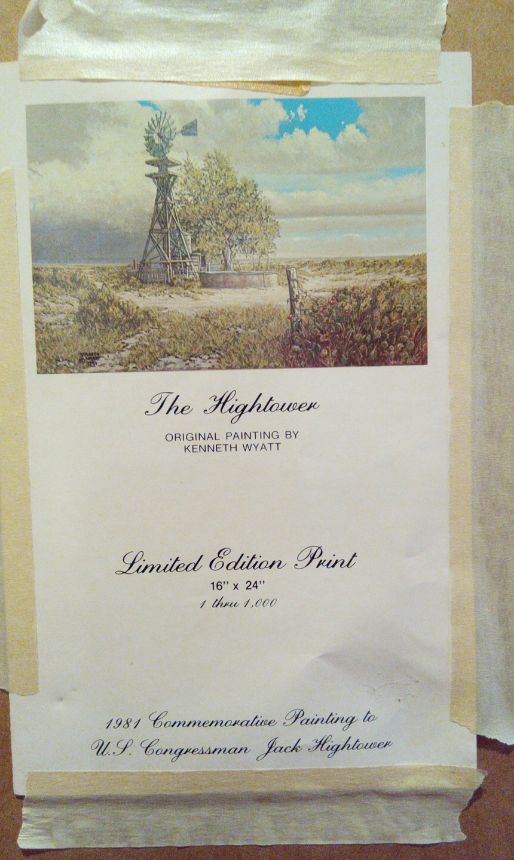 The Hightower
ORIGINAL PAINTING BY
KENNETH WYATT
Limited Edition Print
16" x 24"
1 thru 1,000
1981 Commemorative Painting to
U.S. Congressman Jack Hightower